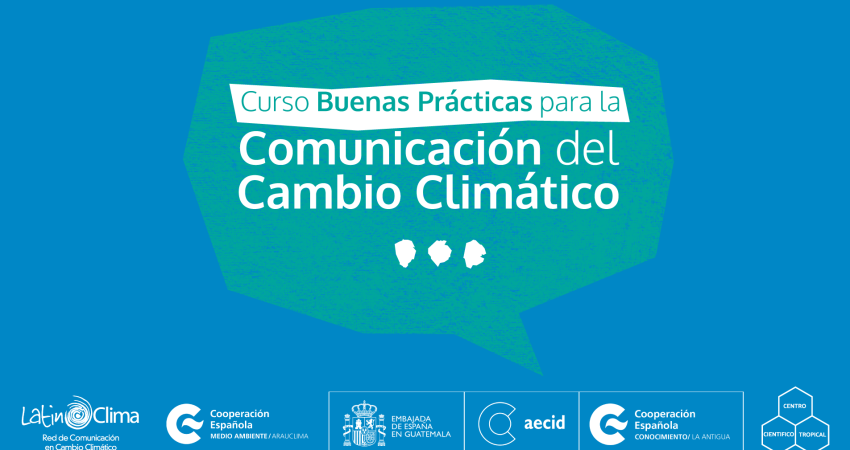 Curso Buenas Prácticas para la
Comunicación del
Cambio Climático
LatinoClima
Red de Comunicación
en Cambio Climático
Cooperación
Española
MEDIO AMBIENTE/ARAUCLIMA
EMBAJADA
DE ESPAÑA
EN GUATEMALA
aecid
Cooperación
Española
CONOCIMIENTO/LA ANTIGUA
CENTRO
CIENTIFICO
TROPICAL